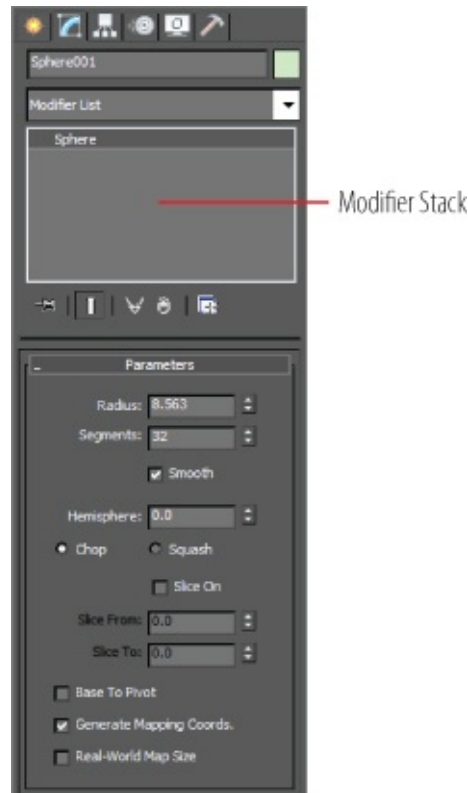 Sphere001
Modifier List
Sphere
Modifier Stack
- Parameters
Radius: 8.563
Segments: 32
Smooth
Hemisphere: 0.0
Chop Squash
Slice On
Slice From: 0.0
Slice To: 0.0
Base To Pivot
Generate Mapping Coords.
Real-World Map Size